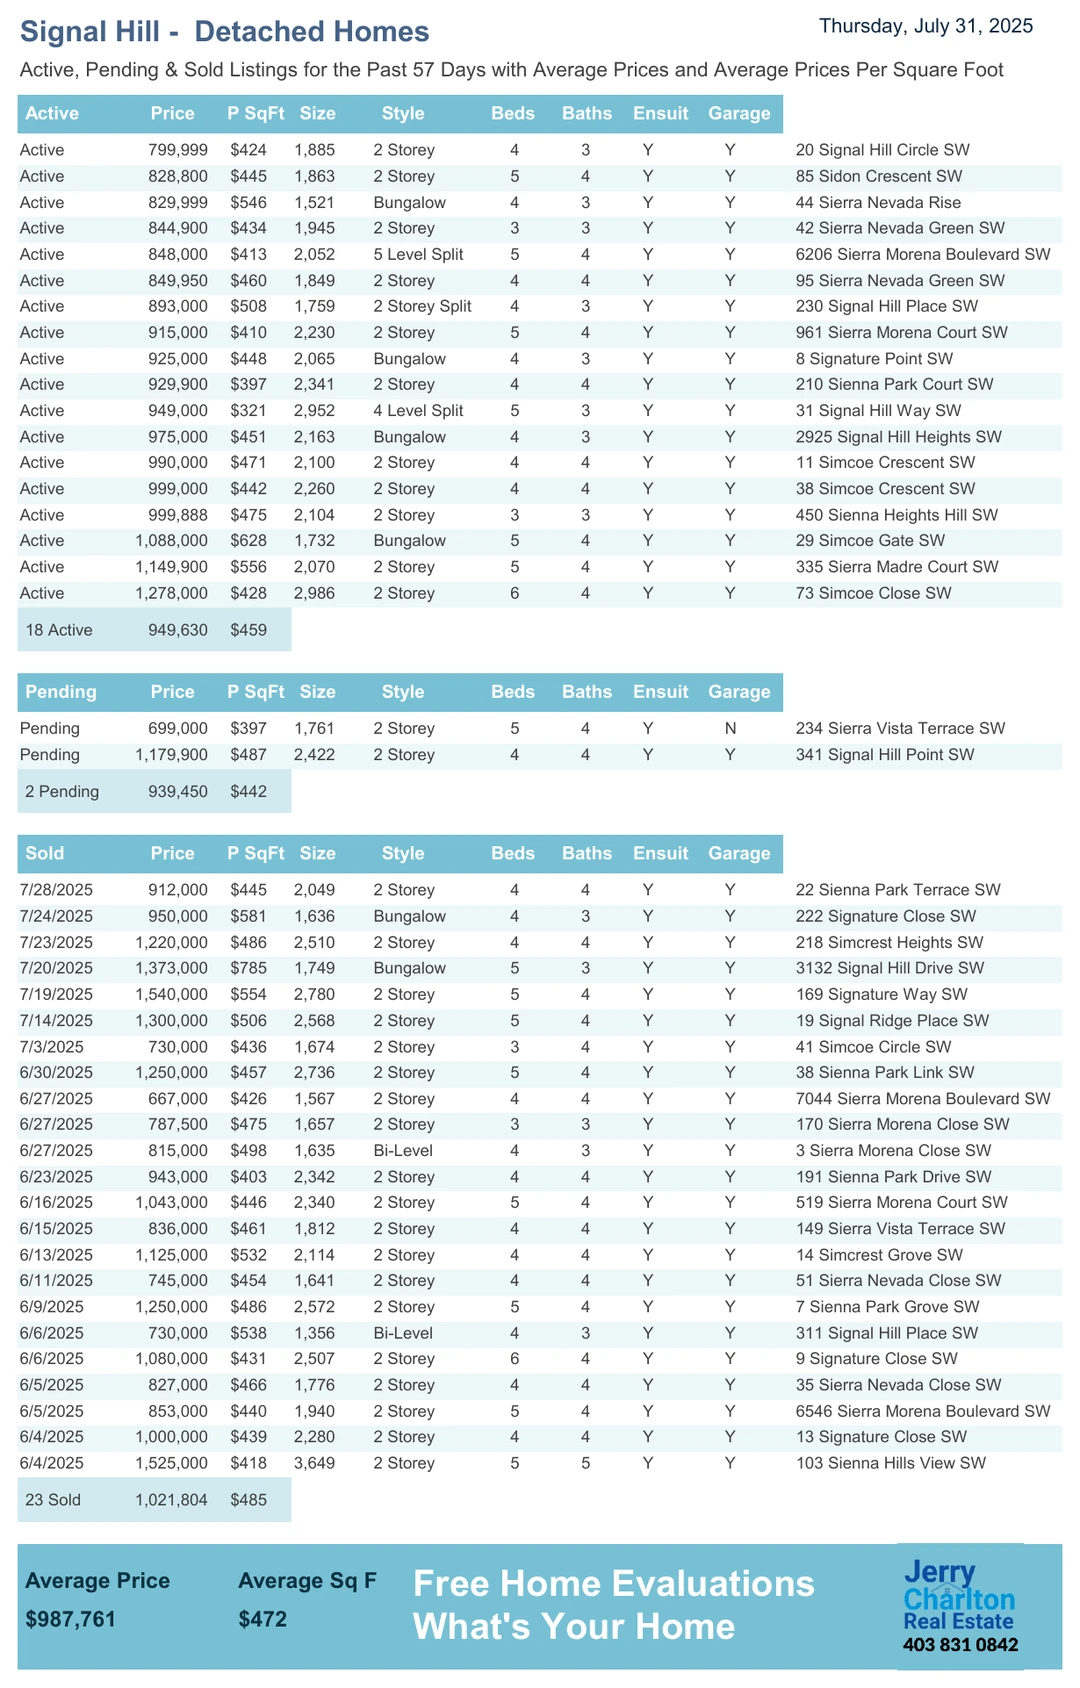 Signal Hill -  Detached Homes
Thursday, July 31, 2025
Active, Pending & Sold Listings for the Past 57 Days with Average Prices and Average Prices Per Square Foot
Active Price P SqFt Size Style Beds Baths Ensuit Garage
Active 799,999 $424 1,885 2 Storey 4 3 Y Y 20 Signal Hill Circle SW
Active 828,800 $445 1,863 2 Storey 5 4 Y Y 85 Sidon Crescent SW
Active 829,999 $546 1,521 Bungalow 4 3 Y Y 44 Sierra Nevada Rise
Active 844,900 $434 1,945 2 Storey 3 3 Y Y 42 Sierra Nevada Green SW
Active 848,000 $413 2,052 5 Level Split 5 4 Y Y 6206 Sierra Morena Boulevard SW
Active 849,950 $460 1,849 2 Storey 4 4 Y Y 95 Sierra Nevada Green SW
Active 893,000 $508 1,759 2 Storey Split 4 3 Y Y 230 Signal Hill Place SW
Active 915,000 $410 2,230 2 Storey 5 4 Y Y 961 Sierra Morena Court SW
Active 925,000 $448 2,065 Bungalow 4 3 Y Y 8 Signature Point SW
Active 929,900 $397 2,341 2 Storey 4 4 Y Y 210 Sienna Park Court SW
Active 949,000 $321 2,952 4 Level Split 5 3 Y Y 31 Signal Hill Way SW
Active 975,000 $451 2,163 Bungalow 4 3 Y Y 2925 Signal Hill Heights SW
Active 990,000 $471 2,100 2 Storey 4 4 Y Y 11 Simcoe Crescent SW
Active 999,000 $442 2,260 2 Storey 4 4 Y Y 38 Simcoe Crescent SW
Active 999,888 $475 2,104 2 Storey 3 3 Y Y 450 Sienna Heights Hill SW
Active 1,088,000 $628 1,732 Bungalow 5 4 Y Y 29 Simcoe Gate SW
Active 1,149,900 $556 2,070 2 Storey 5 4 Y Y 335 Sierra Madre Court SW
Active 1,278,000 $428 2,986 2 Storey 6 4 Y Y 73 Simcoe Close SW
18 Active 949,630 $459
Pending Price P SqFt Size Style Beds Baths Ensuit Garage
Pending 699,000 $397 1,761 2 Storey 5 4 Y N 234 Sierra Vista Terrace SW
Pending 1,179,900 $487 2,422 2 Storey 4 4 Y Y 341 Signal Hill Point SW
2 Pending 939,450 $442
Sold Price P SqFt Size Style Beds Baths Ensuit Garage
7/28/2025 912,000 $445 2,049 2 Storey 4 4 Y Y 22 Sienna Park Terrace SW
7/24/2025 950,000 $581 1,636 Bungalow 4 3 Y Y 222 Signature Close SW
7/23/2025 1,220,000 $486 2,510 2 Storey 4 4 Y Y 218 Simcrest Heights SW
7/20/2025 1,373,000 $785 1,749 Bungalow 5 3 Y Y 3132 Signal Hill Drive SW
7/19/2025 1,540,000 $554 2,780 2 Storey 5 4 Y Y 169 Signature Way SW
7/14/2025 1,300,000 $506 2,568 2 Storey 5 4 Y Y 19 Signal Ridge Place SW
7/3/2025 730,000 $436 1,674 2 Storey 3 4 Y Y 41 Simcoe Circle SW
6/30/2025 1,250,000 $457 2,736 2 Storey 5 4 Y Y 38 Sienna Park Link SW
6/27/2025 667,000 $426 1,567 2 Storey 4 4 Y Y 7044 Sierra Morena Boulevard SW
6/27/2025 787,500 $475 1,657 2 Storey 3 3 Y Y 170 Sierra Morena Close SW
6/27/2025 815,000 $498 1,635 Bi-Level 4 3 Y Y 3 Sierra Morena Close SW
6/23/2025 943,000 $403 2,342 2 Storey 4 4 Y Y 191 Sienna Park Drive SW
6/16/2025 1,043,000 $446 2,340 2 Storey 5 4 Y Y 519 Sierra Morena Court SW
6/15/2025 836,000 $461 1,812 2 Storey 4 4 Y Y 149 Sierra Vista Terrace SW
6/13/2025 1,125,000 $532 2,114 2 Storey 4 4 Y Y 14 Simcrest Grove SW
6/11/2025 745,000 $454 1,641 2 Storey 4 4 Y Y 51 Sierra Nevada Close SW
6/9/2025 1,250,000 $486 2,572 2 Storey 5 4 Y Y 7 Sienna Park Grove SW
6/6/2025 730,000 $538 1,356 Bi-Level 4 3 Y Y 311 Signal Hill Place SW
6/6/2025 1,080,000 $431 2,507 2 Storey 6 4 Y Y 9 Signature Close SW
6/5/2025 827,000 $466 1,776 2 Storey 4 4 Y Y 35 Sierra Nevada Close SW
6/5/2025 853,000 $440 1,940 2 Storey 5 4 Y Y 6546 Sierra Morena Boulevard SW
6/4/2025 1,000,000 $439 2,280 2 Storey 4 4 Y Y 13 Signature Close SW
6/4/2025 1,525,000 $418 3,649 2 Storey 5 5 Y Y 103 Sienna Hills View SW
23 Sold 1,021,804 $485
Average Price Average Sq F
$987,761 $472
Free Home Evaluations
What's Your Home
Jerry
Charlton
Real Estate
403 831 0842